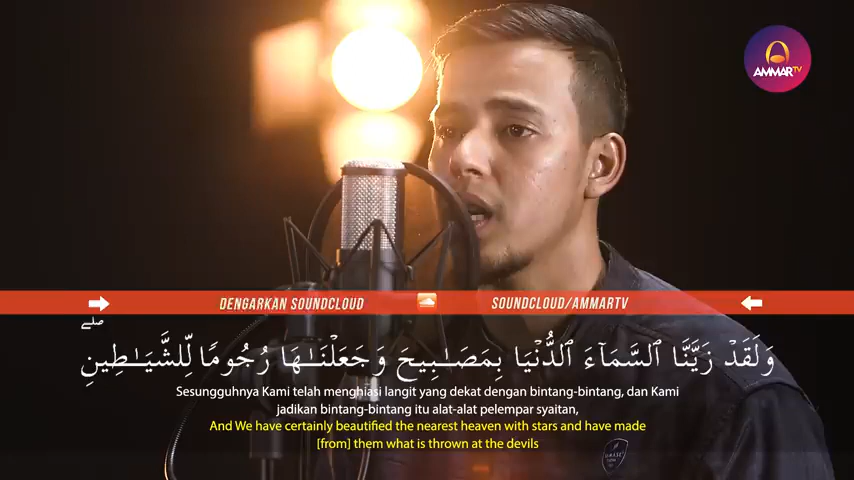 AMMARTV
DENGARKAN SOUNDCLOUD
SOUNDCLOUD/AMMARTV
وَلَقَدْ زَيَّنَّا ٱلسَّمَآءَ ٱلدُّنْيَا بِمَصَـٰبِيحَ وَجَعَلْنَـٰهَا رُجُومًا لِّلشَّيَـٰطِينِ ۖ
Sesungguhnya Kami telah menghiasi langit yang dekat dengan bintang-bintang, dan Kami
jadikan bintang-bintang itu alat-alat pelempar syaitan,
And We have certainly beautified the nearest heaven with stars and have made
[from] them what is thrown at the devils